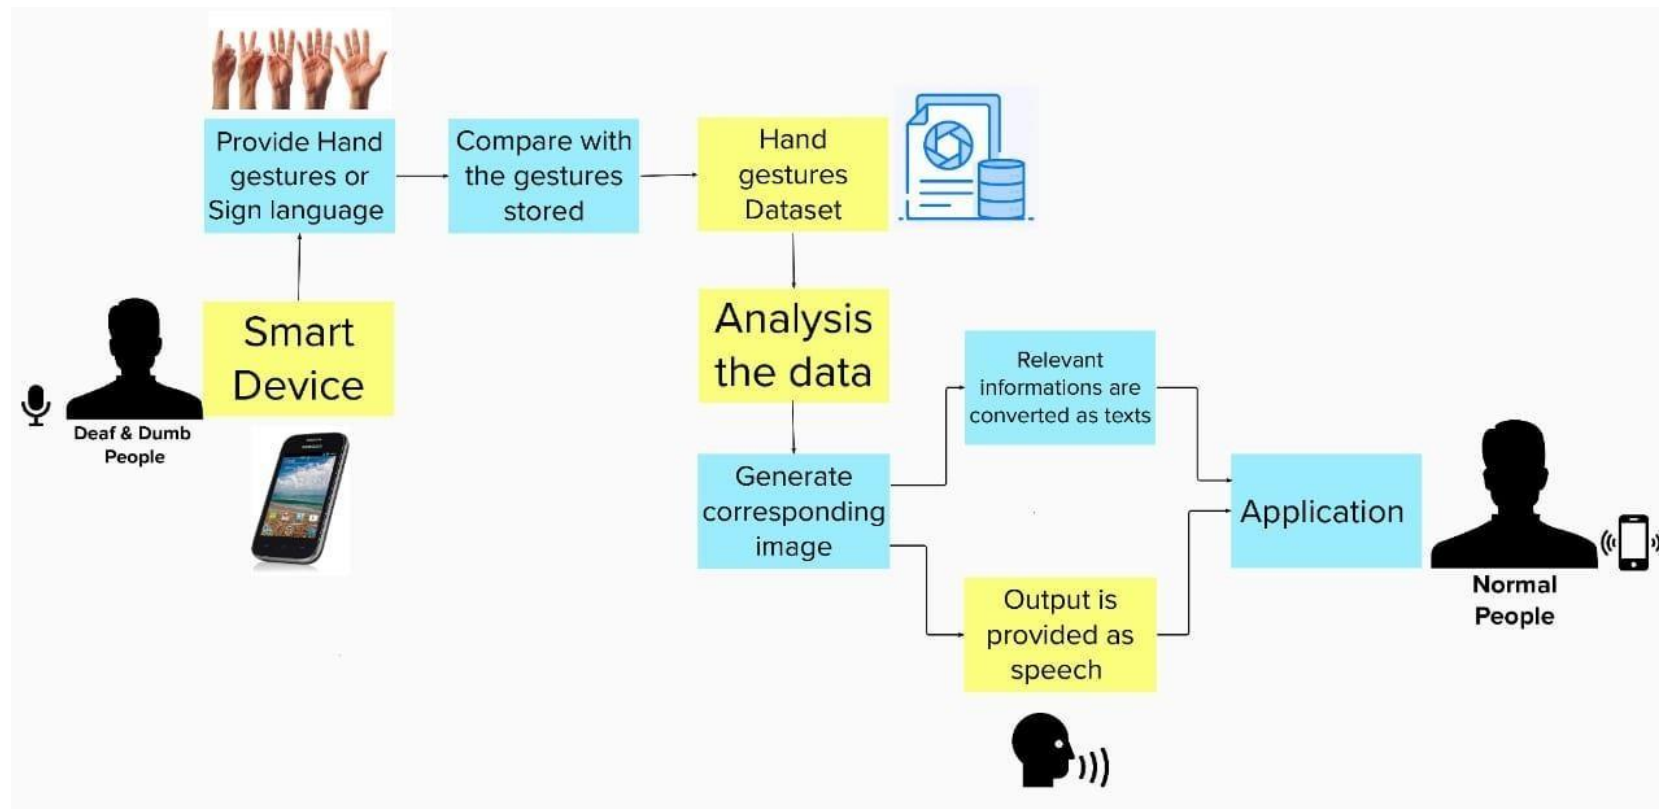 Provide Hand
gestures or
Sign language
Compare with
the gestures
stored
Hand
gestures
Dataset
Smart
Device
Deaf & Dumb
People
Analysis
the data
Relevant
informations are
converted as texts
Generate
corresponding
image
Application
Normal
People
Output is
provided as
speech